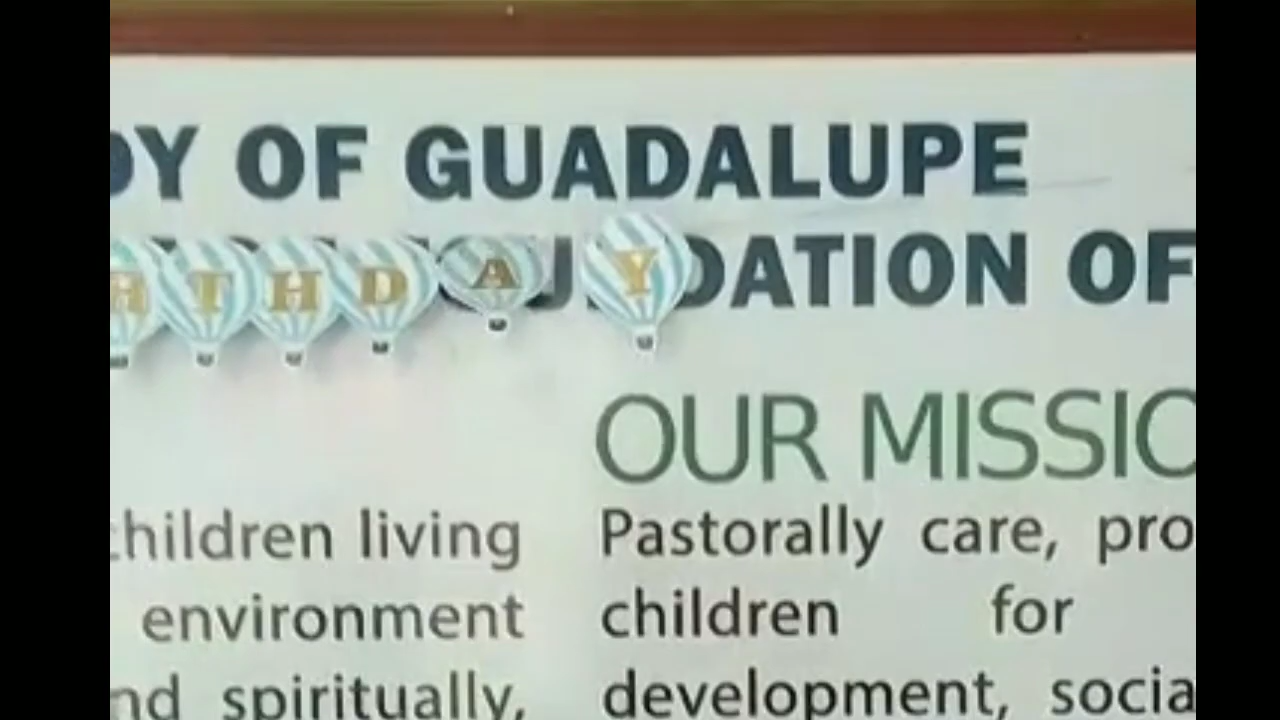 DY OF GUADALUPE
THDAY DATION OF
OUR MISSIO
children living Pastorally care, pro
environment children for
nd spiritually, development, socia